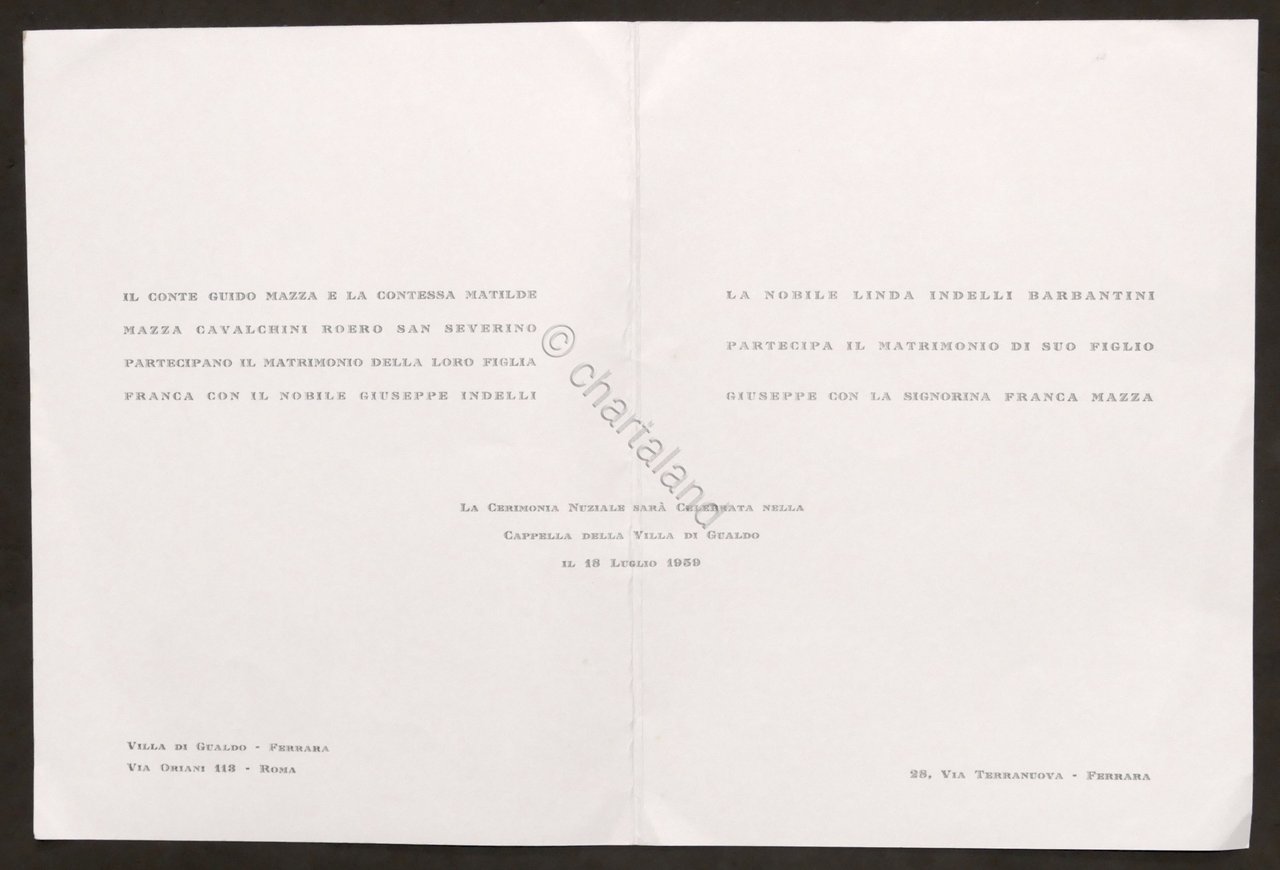 IL CONTE GUIDO MAZZA E LA CONTESSA MATILDE
MAZZA CAVALCHINI ROERO SAN SEVERINO
PARTECIPANO IL MATRIMONIO DELLA LORO FIGLIA
FRANCA CON IL NOBILE GIUSEPPE INDELLI
LA NOBILE LINDA INDELLI BARBANTINI
PARTECIPA IL MATRIMONIO DI SUO FIGLIO
GIUSEPPE CON LA SIGNORINA FRANCA MAZZA
© chartaland
LA CERIMONIA NUZIALE SARÀ CELEBRATA NELLA
CAPPELLA DELLA VILLA DI GUALDO
IL 18 LUGLIO 1959
VILLA DI GUALDO - FERRARA
VIA ORIANI 113 - ROMA
28, VIA TERRANUOVA - FERRARA